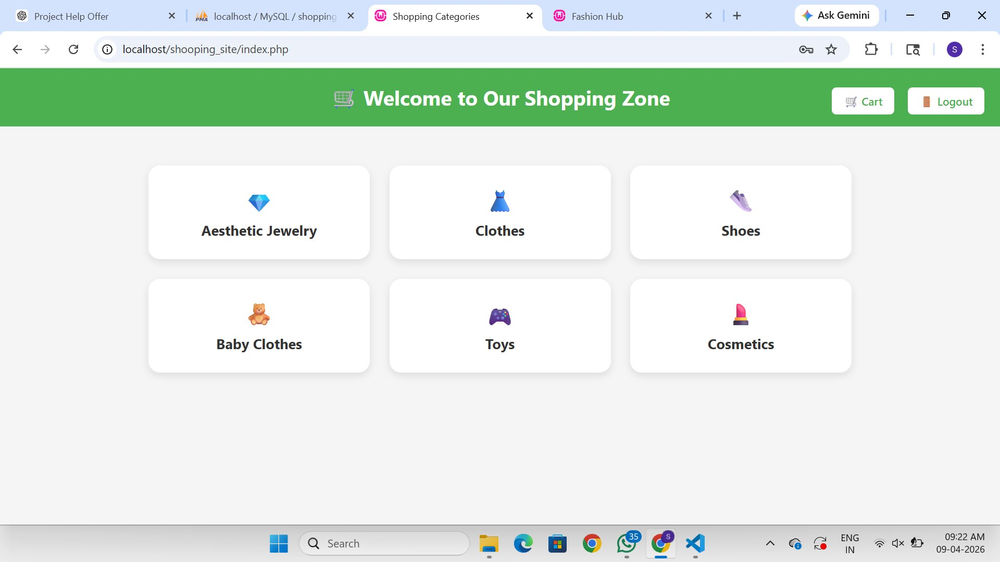 Project Help Offer
localhost / MySQL / shopping
Shopping Categories
Fashion Hub
Ask Gemini
localhost/shooping_site/index.php
S
Welcome to Our Shopping Zone
Cart
Logout
Aesthetic Jewelry
Clothes
Shoes
Baby Clothes
Toys
Cosmetics
Search
35
S
ENG
IN
09:22 AM
09-04-2026